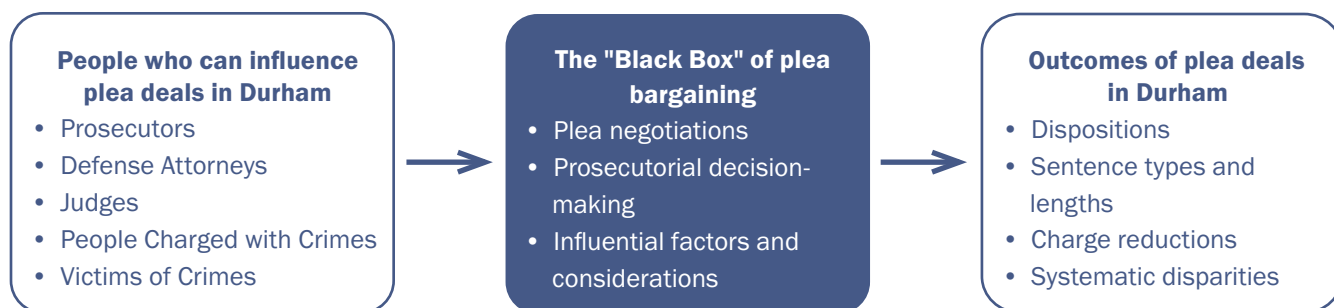 People who can influence
plea deals in Durham
• Prosecutors
• Defense Attorneys
• Judges
• People Charged with Crimes
• Victims of Crimes
The "Black Box" of plea
bargaining
• Plea negotiations
• Prosecutorial decision-
making
• Influential factors and
considerations
Outcomes of plea deals
in Durham
• Dispositions
• Sentence types and
lengths
• Charge reductions
• Systematic disparities